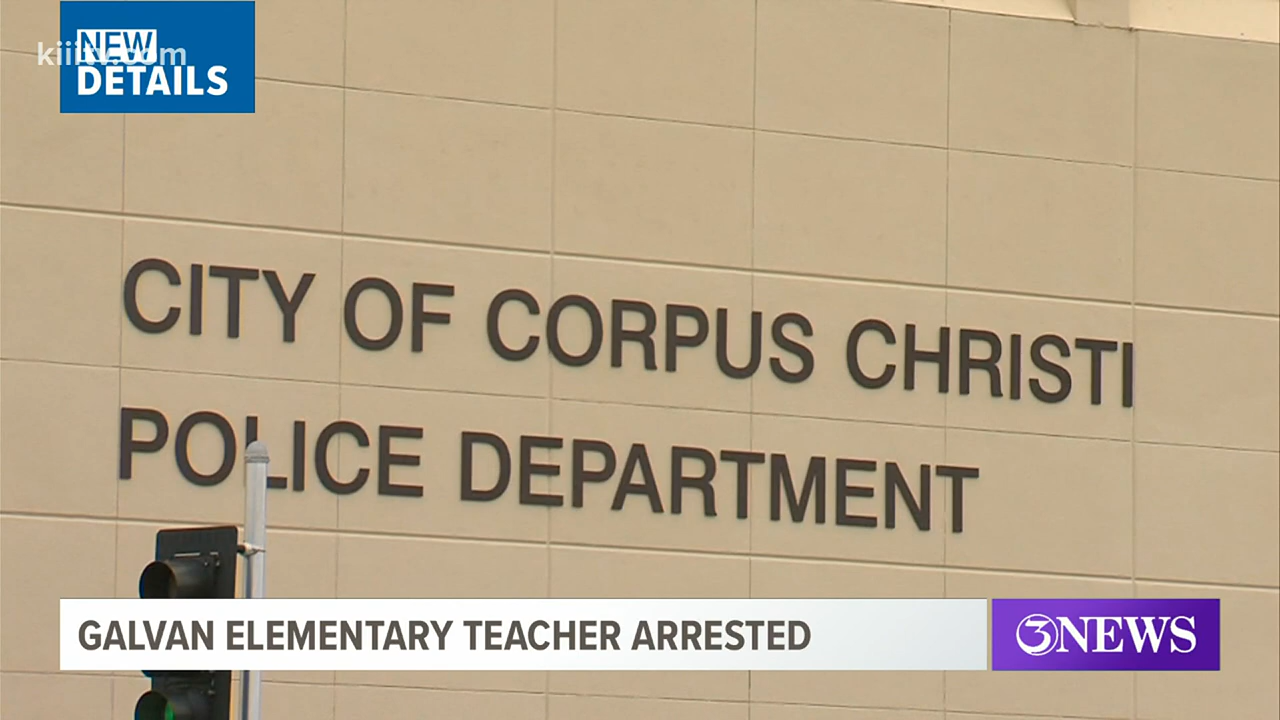 NEW
kiiitv.com
DETAILS
CITY OF CORPUS CHRISTI
POLICE DEPARTMENT
GALVAN ELEMENTARY TEACHER ARRESTED
3NEWS